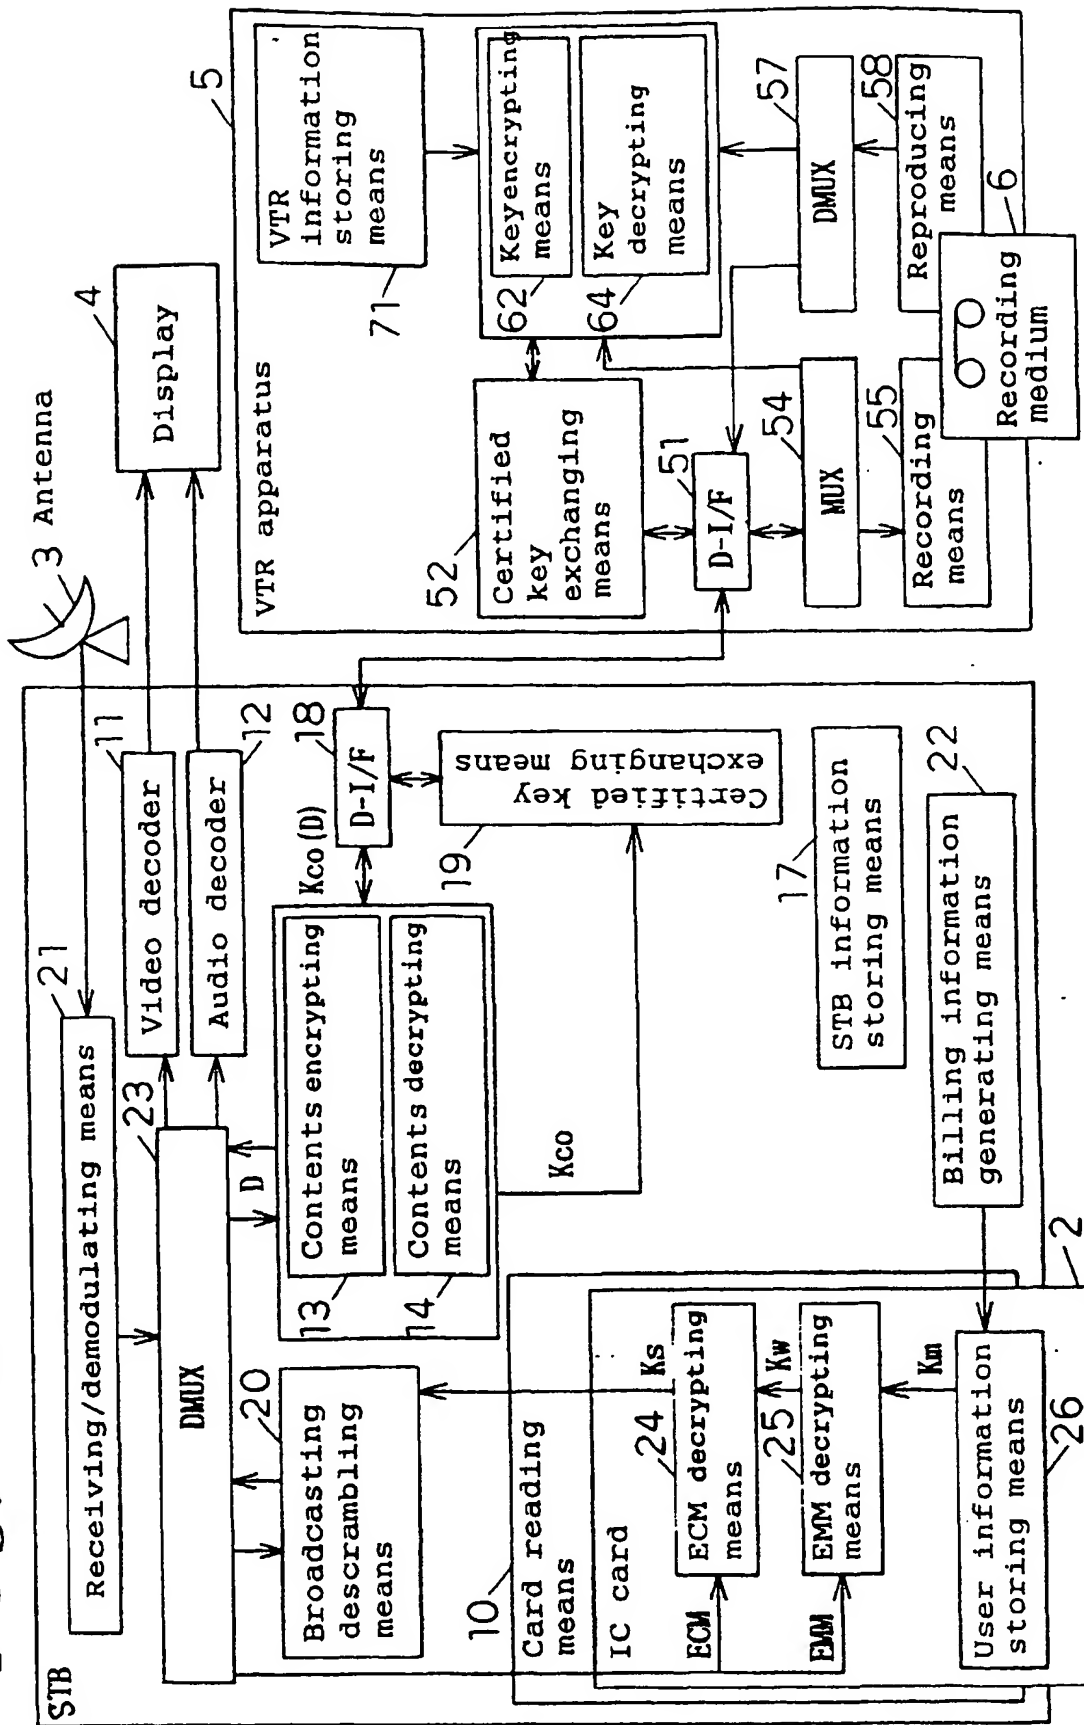 STB
21
Receiving/demodulating means
3 Antenna
DMUX
23
11
Video decoder
12
Audio decoder
4
Display
20
Broadcasting
descrambling
means
D
Contents encrypting
means
13
Contents decrypting
means
14
Kco (D)
18
D-I/F
Kco
19
Certified key
exchanging means
17
STB information
storing means
22
Billing information
generating means
10
Card reading
means
IC card
2
ECM
EMM
Ks
24
ECM decrypting
means
Kw
25
EMM decrypting
means
Km
User information
storing means
26
5
VTR apparatus
VTR
information
storing
means
71
Keyencrypting
means
62
Key
decrypting
means
64
52
Certified
key
exchanging
means
51
D-I/F
54
MUX
55
Recording
means
57
DMUX
58
Reproducing
means
6
Recording
medium